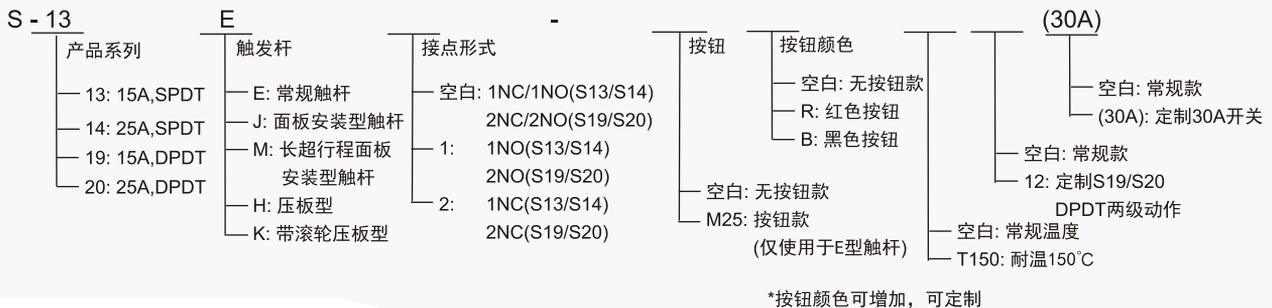 S - 13 E - (30A)
产品系列
13: 15A,SPDT
14: 25A,SPDT
19: 15A,DPDT
20: 25A,DPDT
触发杆
E: 常规触杆
J: 面板安装型触杆
M: 长超行程面板
安装型触杆
H: 压板型
K: 带滚轮压板型
接点形式
空白: 1NC/1NO(S13/S14)
2NC/2NO(S19/S20)
1: 1NO(S13/S14)
2NO(S19/S20)
2: 1NC(S13/S14)
2NC(S19/S20)
按钮
空白: 无按钮款
M25: 按钮款
(仅使用于E型触杆)
按钮颜色
空白: 无按钮款
R: 红色按钮
B: 黑色按钮
空白: 常规温度
T150: 耐温150℃
空白: 常规款
12: 定制S19/S20
DPDT两级动作
空白: 常规款
(30A): 定制30A开关
*按钮颜色可增加，可定制